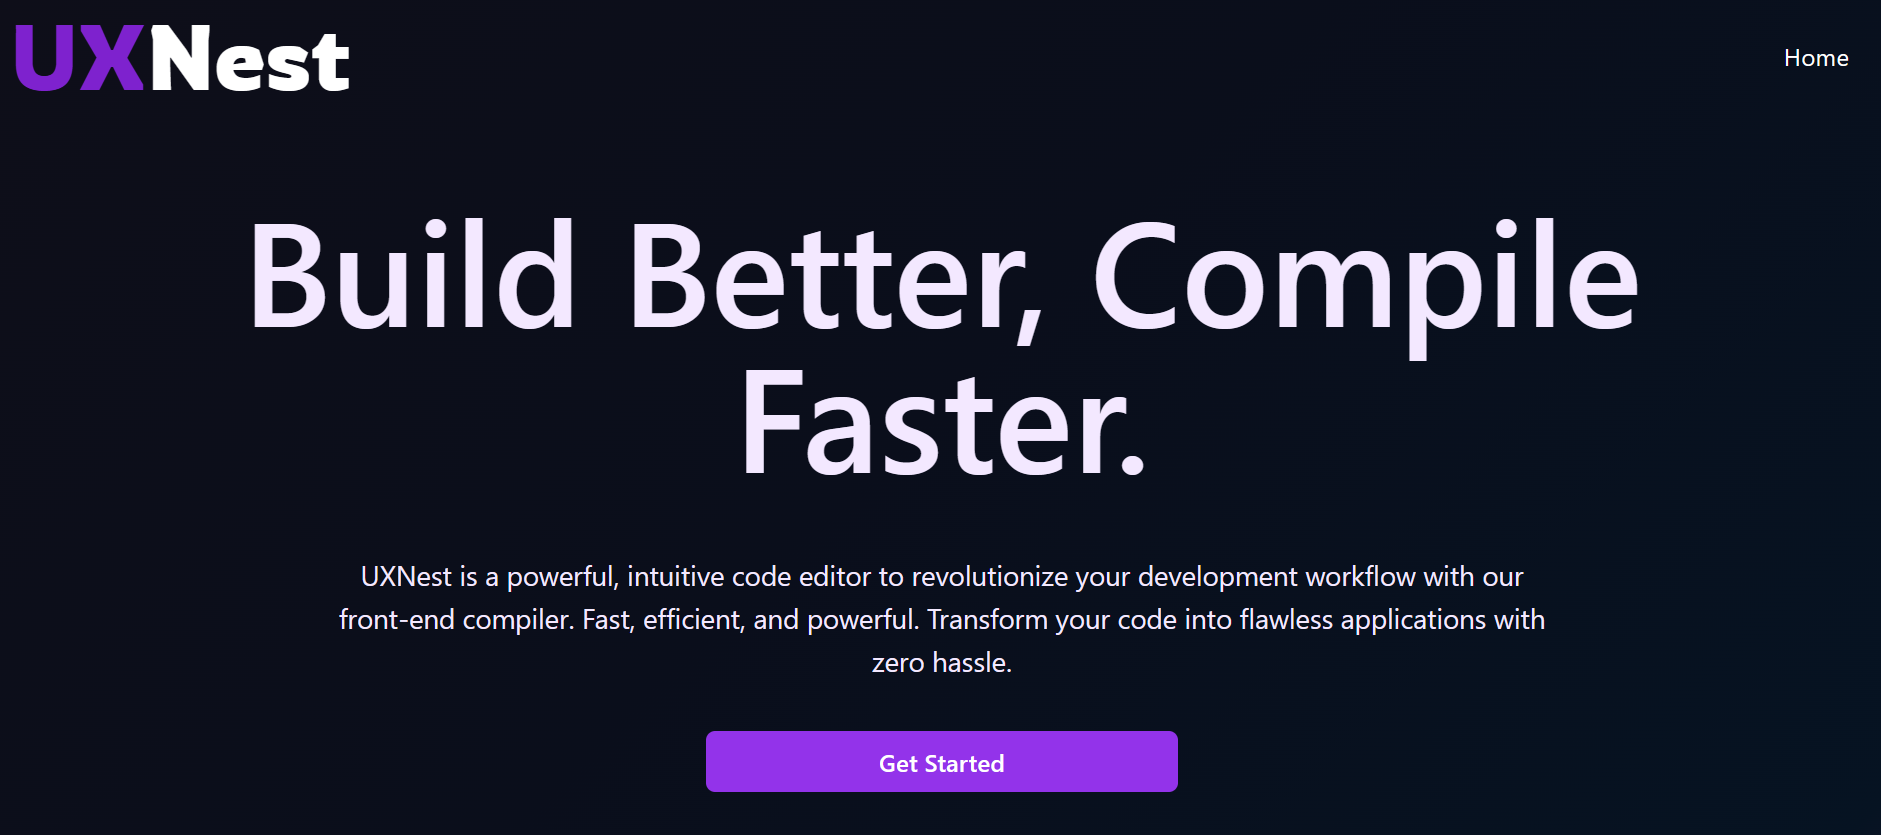 UXNest
Home
Build Better, Compile
Faster.
UXNest is a powerful, intuitive code editor to revolutionize your development workflow with our
front-end compiler. Fast, efficient, and powerful. Transform your code into flawless applications with
zero hassle.
Get Started